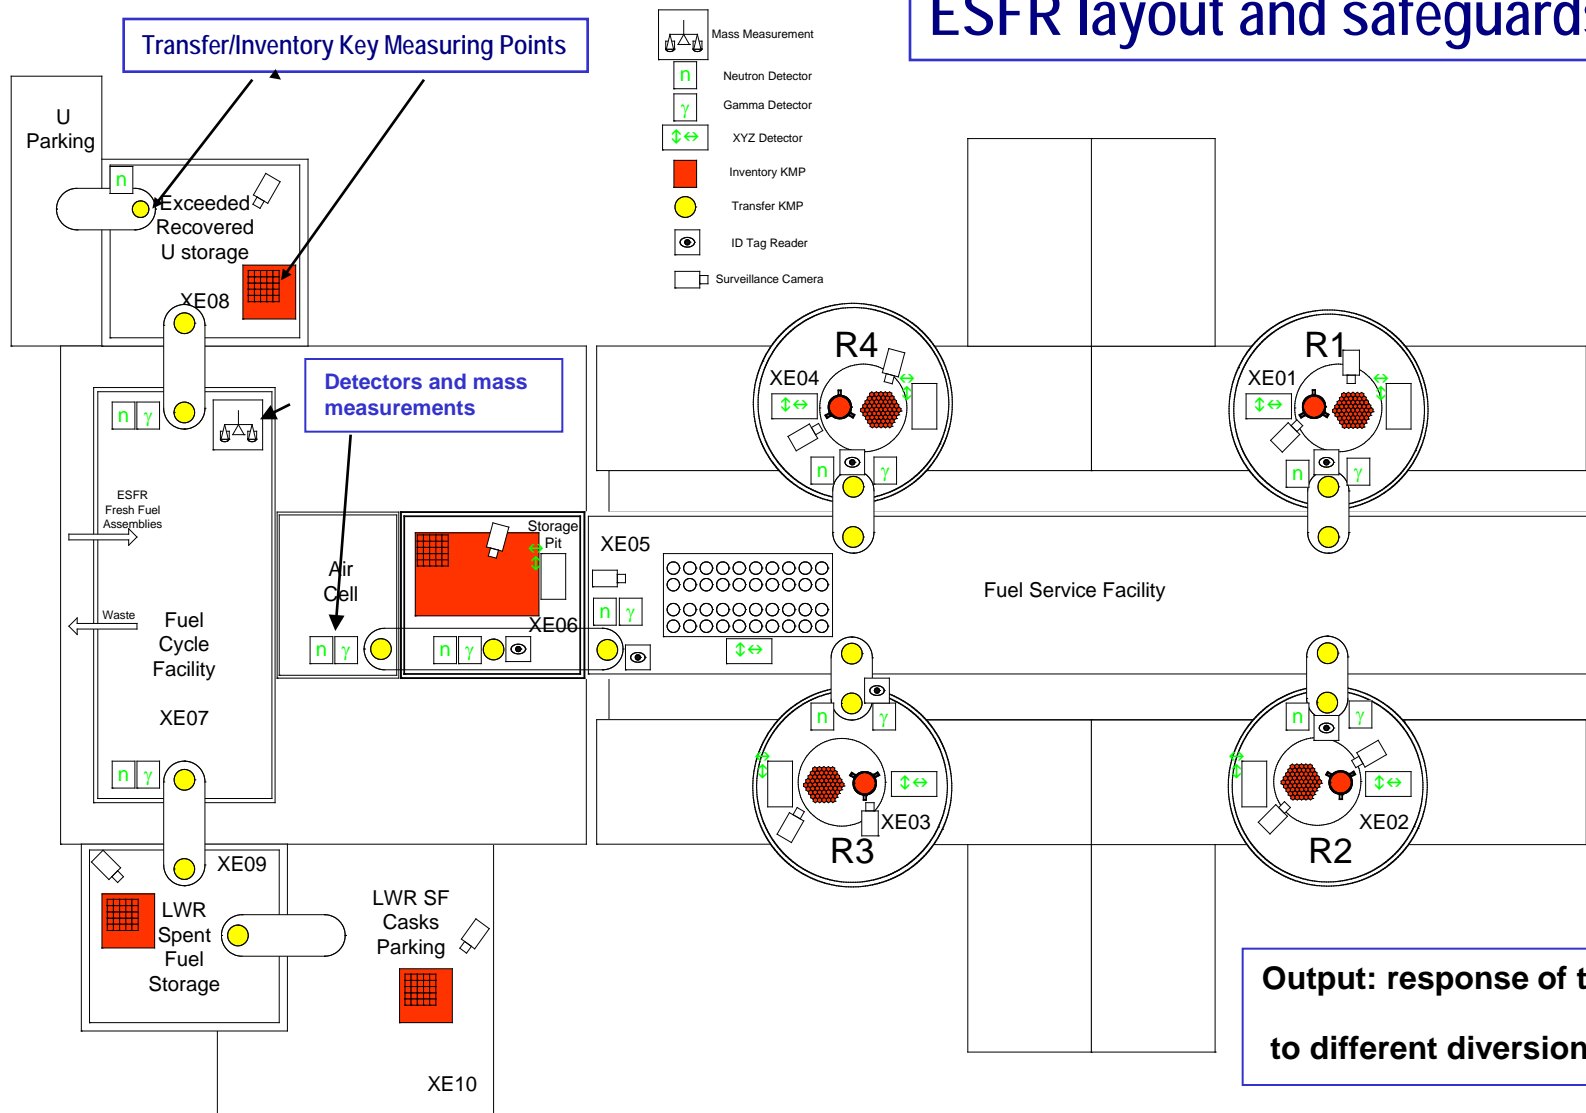 ESFR layout and safeguards
Transfer/Inventory Key Measuring Points
Mass Measurement
n
Neutron Detector
γ
Gamma Detector
XYZ Detector
Inventory KMP
Transfer KMP
ID Tag Reader
Surveillance Camera
U
Parking
n
Exceeded
Recovered
U storage
XE08
Detectors and mass
measurements
n γ
ESFR
Fresh Fuel
Assemblies
Waste
Fuel
Cycle
Facility
XE07
n γ
Air
Cell
n γ
Storage
Pit
XE06
n γ
XE05
n γ
Fuel Service Facility
R4
XE04
n γ
R1
XE01
n γ
n γ
XE03
R3
n γ
XE02
R2
XE09
LWR
Spent
Fuel
Storage
LWR SF
Casks
Parking
XE10
Output: response of t
to different diversion